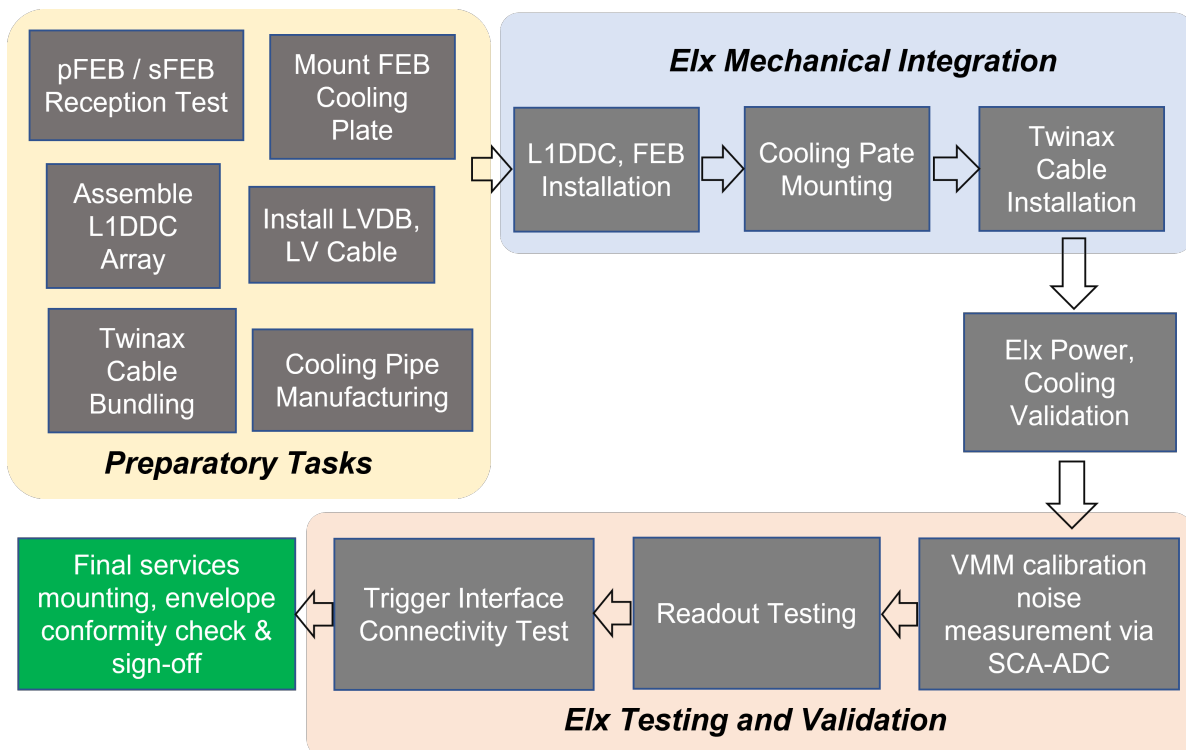 pFEB / sFEB
Reception Test
Mount FEB
Cooling
Plate
Assemble
L1DDC
Array
Install LVDB,
LV Cable
Twinax
Cable
Bundling
Cooling Pipe
Manufacturing
Preparatory Tasks
Elx Mechanical Integration
L1DDC, FEB
Installation
Cooling Pate
Mounting
Twinax
Cable
Installation
Elx Power,
Cooling
Validation
VMM calibration
noise
measurement via
SCA-ADC
Readout Testing
Trigger Interface
Connectivity Test
Elx Testing and Validation
Final services
mounting, envelope
conformity check &
sign-off